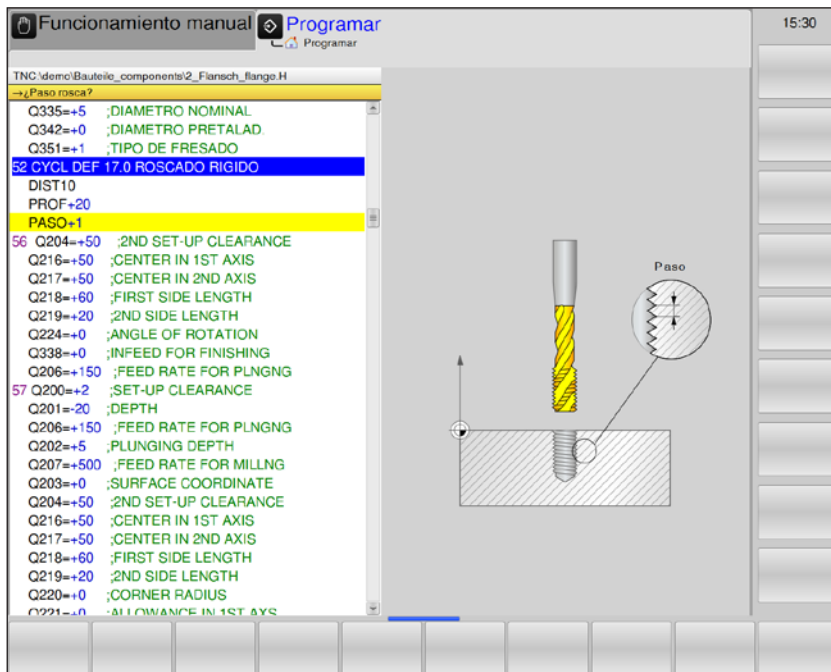 Funcionamiento manual
Programar
Programar
15:30
TNC:\demo\Bauteile_components\2_Flansch_flange.H
→¿Paso rosca?
Q335=+5 ;DIAMETRO NOMINAL
Q342=+0 ;DIAMETRO PRETALAD.
Q351=+1 ;TIPO DE FRESADO
52 CYCL DEF 17.0 ROSCADO RIGIDO
DIST10
PROF+20
PASO+1
56 Q204=+50 ;2ND SET-UP CLEARANCE
Q216=+50 ;CENTER IN 1ST AXIS
Q217=+50 ;CENTER IN 2ND AXIS
Q218=+60 ;FIRST SIDE LENGTH
Q219=+20 ;2ND SIDE LENGTH
Q224=+0 ;ANGLE OF ROTATION
Q338=+0 ;INFEED FOR FINISHING
Q206=+150 ;FEED RATE FOR PLNGNG
57 Q200=+2 ;SET-UP CLEARANCE
Q201=-20 ;DEPTH
Q206=+150 ;FEED RATE FOR PLNGNG
Q202=+5 ;PLUNGING DEPTH
Q207=+500 ;FEED RATE FOR MILLNG
Q203=+0 ;SURFACE COORDINATE
Q204=+50 ;2ND SET-UP CLEARANCE
Q216=+50 ;CENTER IN 1ST AXIS
Q217=+50 ;CENTER IN 2ND AXIS
Q218=+60 ;FIRST SIDE LENGTH
Q219=+20 ;2ND SIDE LENGTH
Q220=+0 ;CORNER RADIUS
Q221=+0 ;ALLOWANCE IN 1ST AXS
Paso